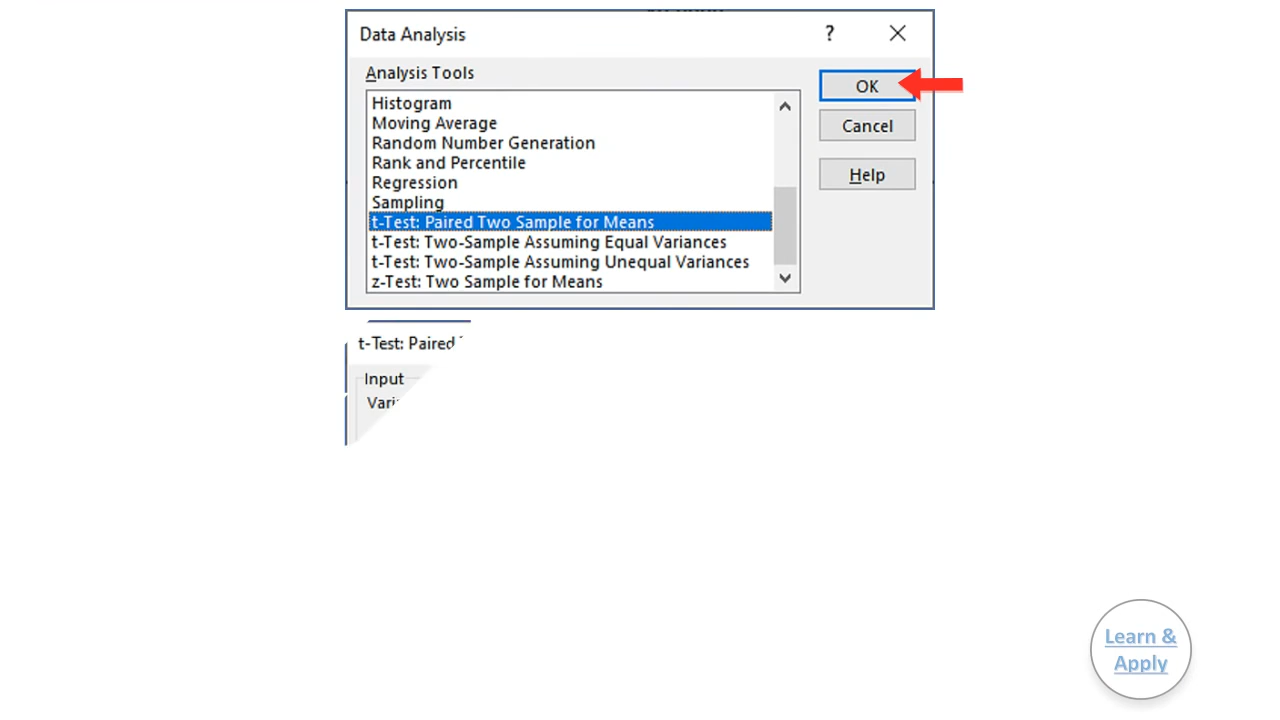 Data Analysis
?
Analysis Tools
Histogram
Moving Average
Random Number Generation
Rank and Percentile
Regression
Sampling
t-Test: Paired Two Sample for Means
t-Test: Two-Sample Assuming Equal Variances
t-Test: Two-Sample Assuming Unequal Variances
z-Test: Two Sample for Means
OK
Cancel
Help
t-Test: Paired
Input
Learn &
Apply